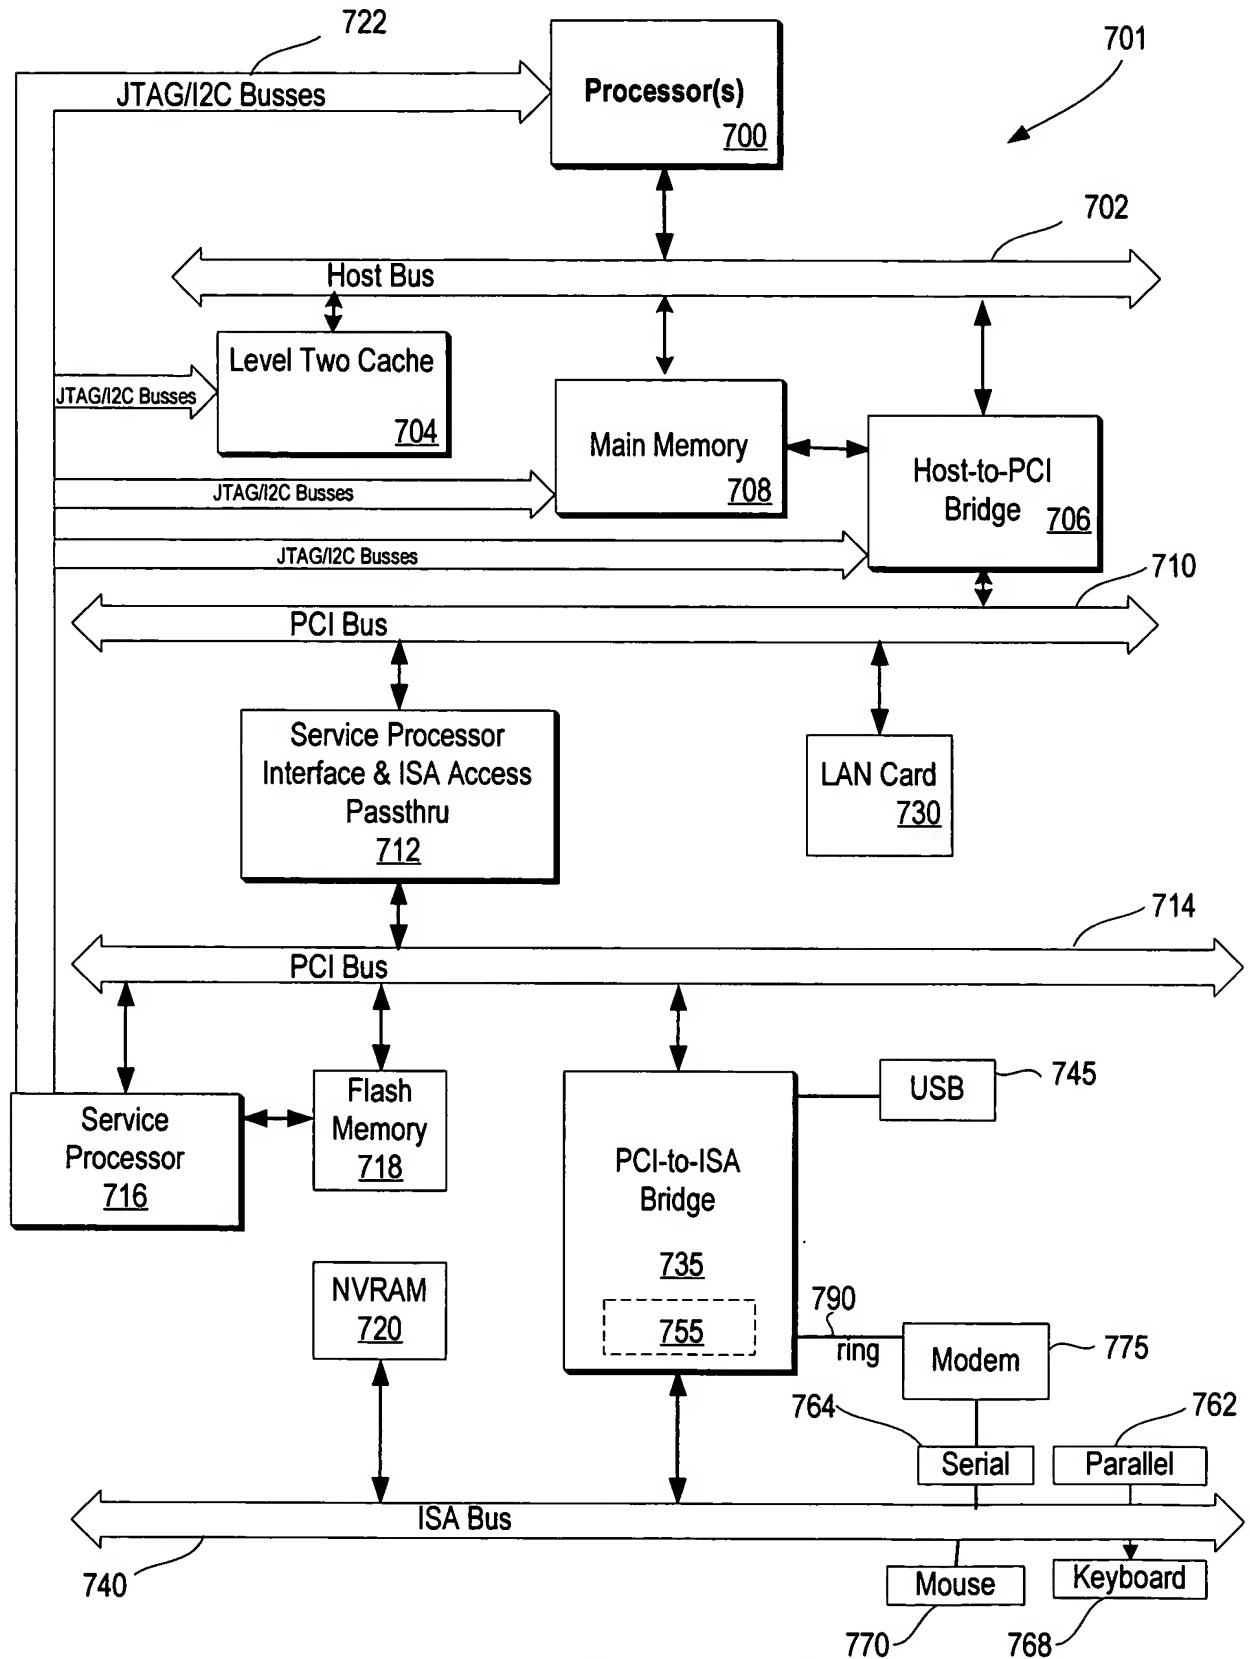 722
701
JTAG/I2C Busses
Processor(s)
700
702
Host Bus
Level Two Cache
704
JTAG/I2C Busses
Main Memory
708
Host-to-PCI
Bridge
706
JTAG/I2C Busses
JTAG/I2C Busses
710
PCI Bus
Service Processor
Interface & ISA Access
Passthru
712
LAN Card
730
714
PCI Bus
Service
Processor
716
Flash
Memory
718
PCI-to-ISA
Bridge
735
755
USB
745
NVRAM
720
790
ring
Modem
775
764
762
Serial
Parallel
ISA Bus
740
Mouse
Keyboard
770
768